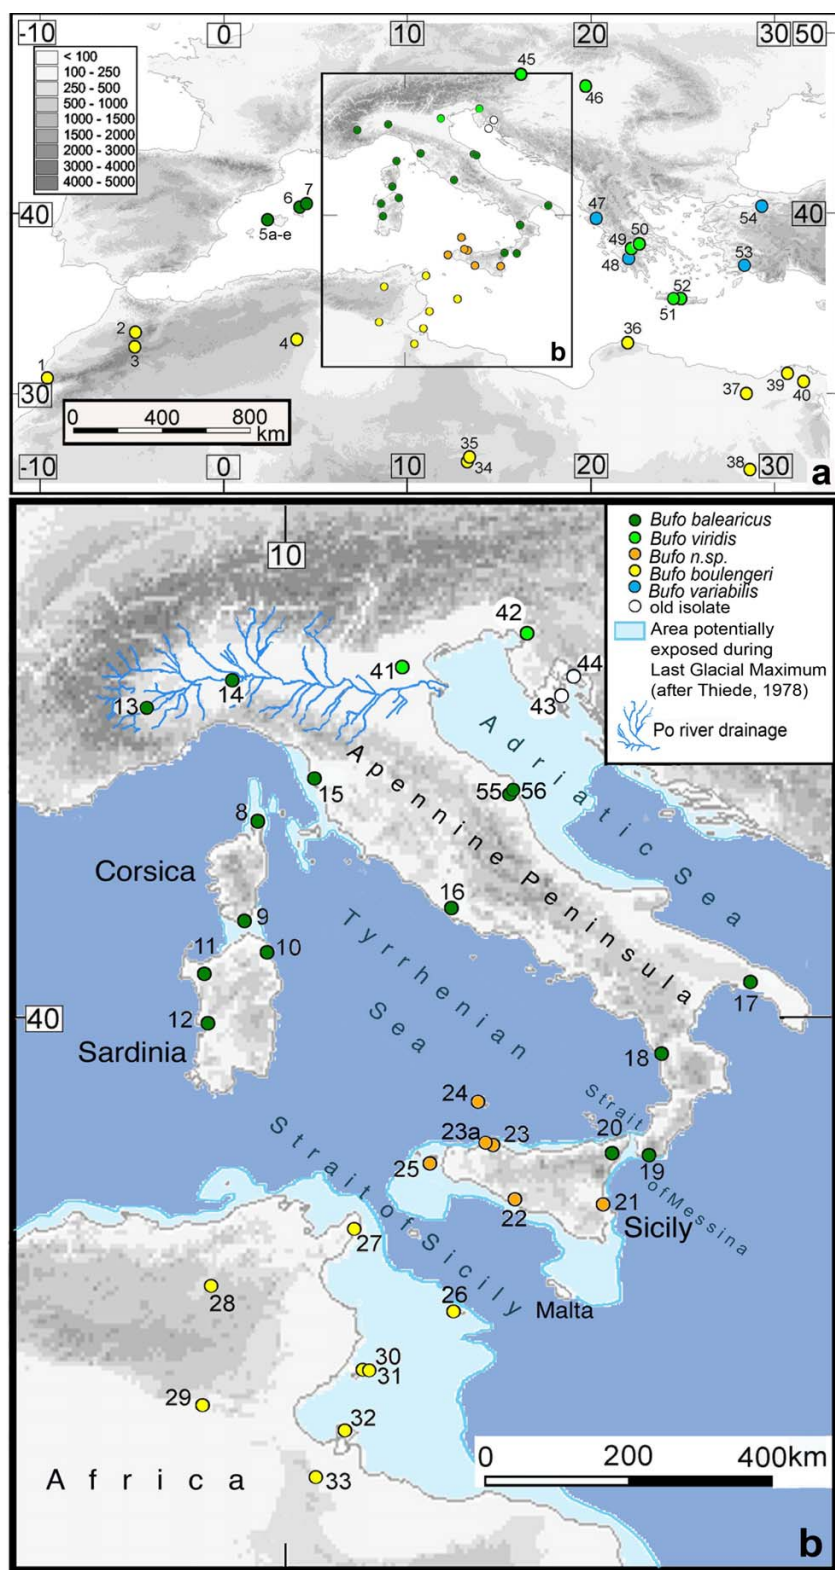 -10
0
10
20
30
50
< 100
100 - 250
250 - 500
500 - 1000
1000 - 1500
1500 - 2000
2000 - 3000
3000 - 4000
4000 - 5000
45
46
7
6
40
5a-e
47
54
40
50
49
48
53
52
51
2
3
4
36
1
30
b
39
37
40
0 400 800
km
35
34
38
-10
0
10
20
30
a
10
Bufo balearicus
Bufo viridis
Bufo n.sp.
Bufo boulengeri
Bufo variabilis
old isolate
Area potentially
exposed during
Last Glacial Maximum
(after Thiede, 1978)
Po river drainage
42
41
44
43
14
13
Adriatic Sea
Apennine Peninsula
15
55
56
8
Corsica
16
9
10
11
Tyrrhenian
Sea
17
40
12
Sardinia
18
24
Strait
of Messina
23a
23
20
19
25
22
21
Sicily
Strait of Sicily
27
28
26
Malta
30
31
29
32
33
Africa
0 200 400km
b